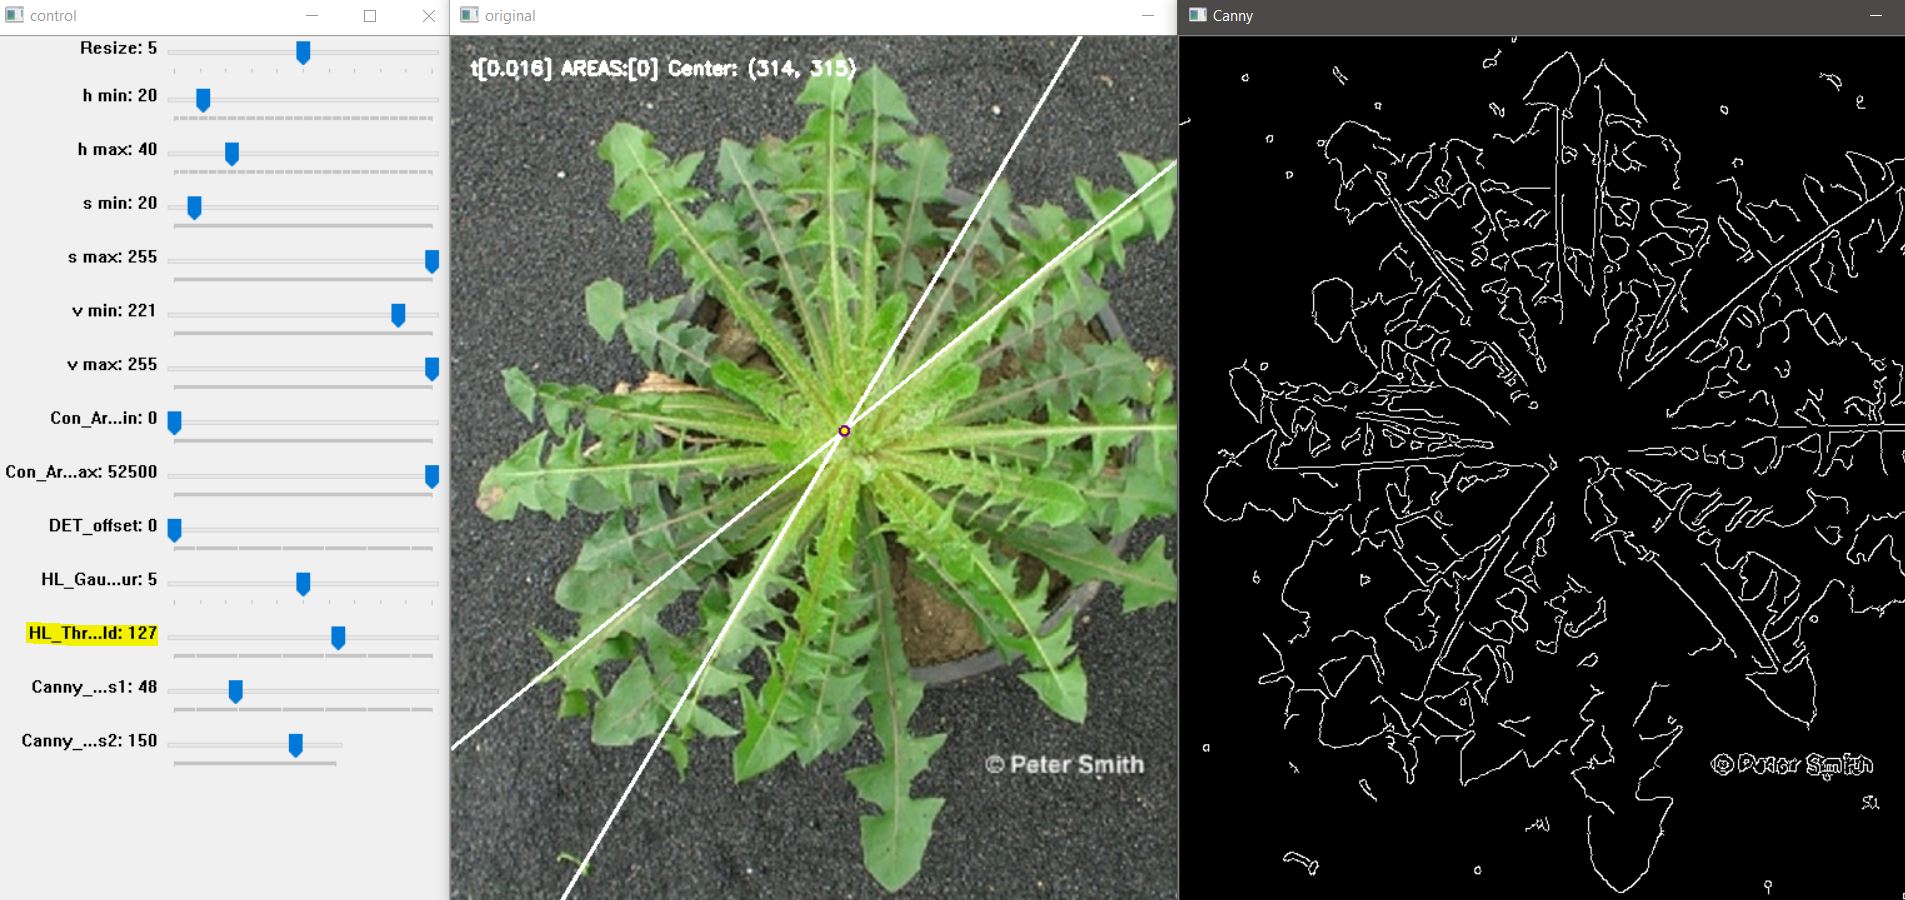 control
Resize: 5
h min: 20
h max: 40
s min: 20
s max: 255
v min: 221
v max: 255
Con_Ar...in: 0
Con_Ar...ax: 52500
DET_offset: 0
HL_Gau...ur: 5
HL_Thr...ld: 127
Canny_...s1: 48
Canny_...s2: 150
original
t[0.016] AREAS:[0] Center: (314, 315)
© Peter Smith
Canny
© Peter Smith